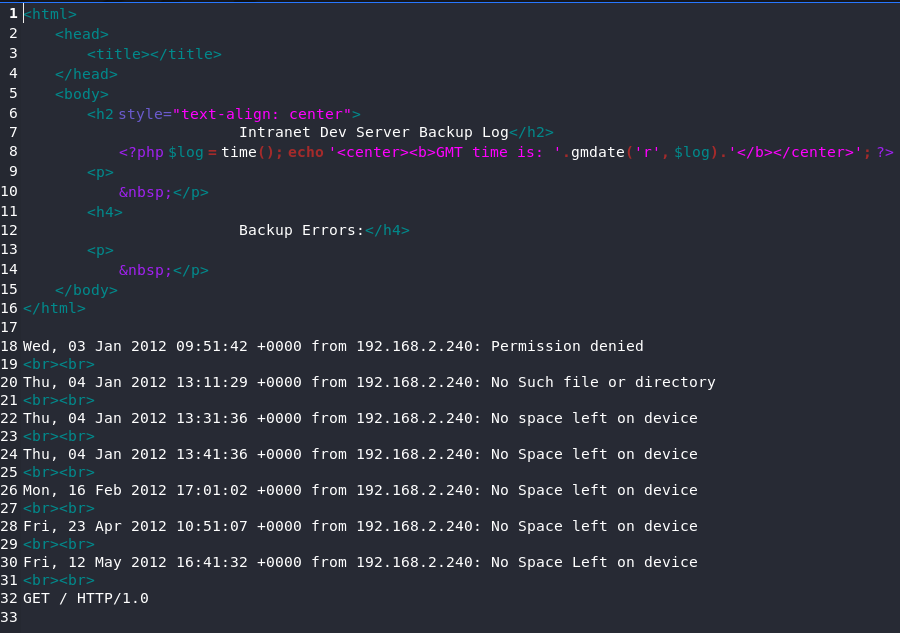 1 <html>
2 <head>
3 <title></title>
4 </head>
5 <body>
6 <h2 style="text-align: center">
7 Intranet Dev Server Backup Log</h2>
8 <?php $log = time(); echo '<center><b>GMT time is: '.gmdate('r', $log).'</b></center>'; ?>
9 <p>
10 &nbsp;</p>
11 <h4>
12 Backup Errors:</h4>
13 <p>
14 &nbsp;</p>
15 </body>
16 </html>
17
18 Wed, 03 Jan 2012 09:51:42 +0000 from 192.168.2.240: Permission denied
19 <br><br>
20 Thu, 04 Jan 2012 13:11:29 +0000 from 192.168.2.240: No Such file or directory
21 <br><br>
22 Thu, 04 Jan 2012 13:31:36 +0000 from 192.168.2.240: No space left on device
23 <br><br>
24 Thu, 04 Jan 2012 13:41:36 +0000 from 192.168.2.240: No Space left on device
25 <br><br>
26 Mon, 16 Feb 2012 17:01:02 +0000 from 192.168.2.240: No Space left on device
27 <br><br>
28 Fri, 23 Apr 2012 10:51:07 +0000 from 192.168.2.240: No Space left on device
29 <br><br>
30 Fri, 12 May 2012 16:41:32 +0000 from 192.168.2.240: No Space Left on device
31 <br><br>
32 GET / HTTP/1.0
33